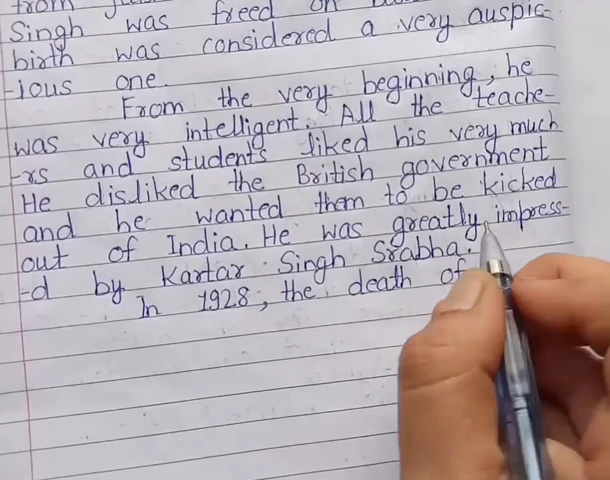 from
Singh was freed on
birth was considered a very auspic-
-ious one.
From the very beginning, he
was very intelligent. All the teache-
-rs and students liked his very much
He disliked the British government
and he wanted them to be kicked
out of India. He was greatly impress-
-d by Kartar Singh Srabha.
In 1928, the death of